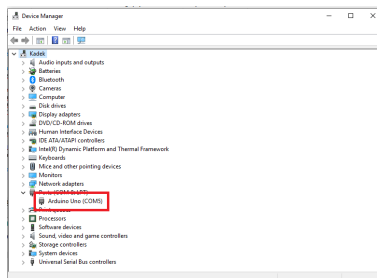 Device Manager
File Action View Help
Kadek
Audio inputs and outputs
Batteries
Bluetooth
Cameras
Computer
Disk drives
Display adapters
DVD/CD-ROM drives
Human Interface Devices
IDE ATA/ATAPI controllers
Intel(R) Dynamic Platform and Thermal Framework
Keyboards
Mice and other pointing devices
Monitors
Network adapters
Ports (COM & LPT)
Arduino Uno (COM5)
Print queues
Processors
Software devices
Sound, video and game controllers
Storage controllers
System devices
Universal Serial Bus controllers